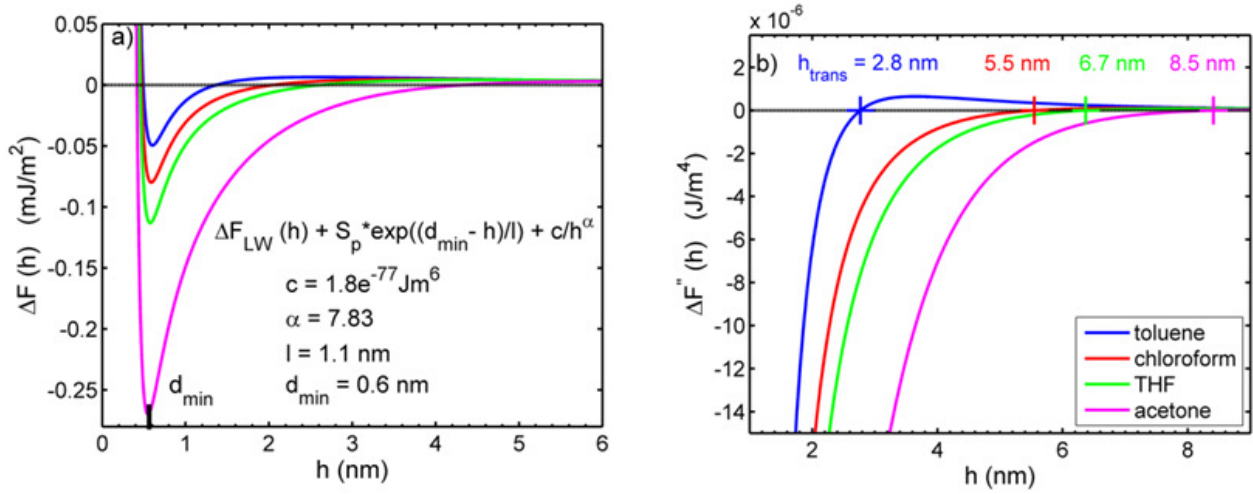 a)
0.05
0
-0.05
-0.1
-0.15
-0.2
-0.25
ΔF (h) (mJ/m²)
ΔF_LW (h) + S_p*exp((d_min - h)/l) + c/h^α
c = 1.8e^-77 Jm^6
α = 7.83
l = 1.1 nm
d_min = 0.6 nm
d_min
0 1 2 3 4 5 6
h (nm)
x 10^-6
b)
h_trans = 2.8 nm 5.5 nm 6.7 nm 8.5 nm
2
0
-2
-4
-6
-8
-10
-12
-14
ΔF'' (h) (J/m⁴)
toluene
chloroform
THF
acetone
2 4 6 8
h (nm)